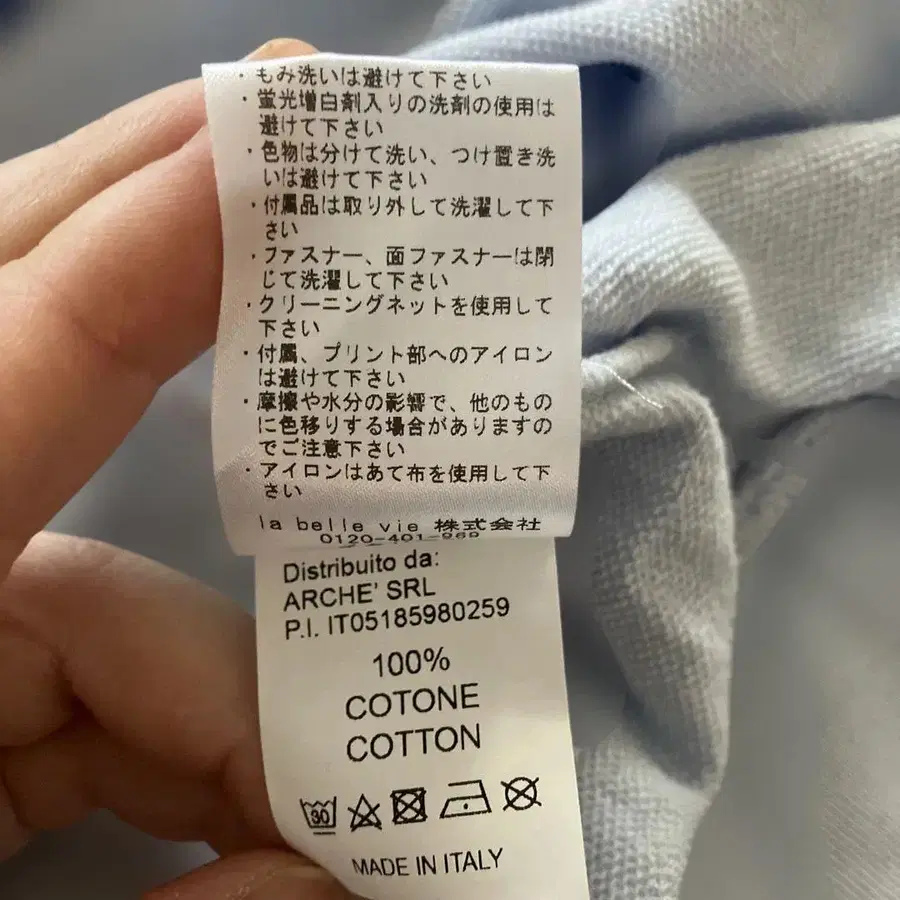 ・もみ洗いは避けて下さい
・蛍光増白剤入りの洗剤の使用は
避けて下さい
・色物は分けて洗い、つけ置き洗
いは避けて下さい
・付属品は取り外して洗濯して下
さい
・ファスナー、面ファスナーは閉
じて洗濯して下さい
・クリーニングネットを使用して
下さい
・付属、プリント部へのアイロン
は避けて下さい
・摩擦や水分の影響で、他のもの
に色移りする場合がありますの
でご注意下さい
・アイロンはあて布を使用して下
さい
la belle vie 株式会社
0120-401-969
Distribuito da:
ARCHE' SRL
P.I. IT05185980259
100%
COTONE
COTTON
30
MADE IN ITALY